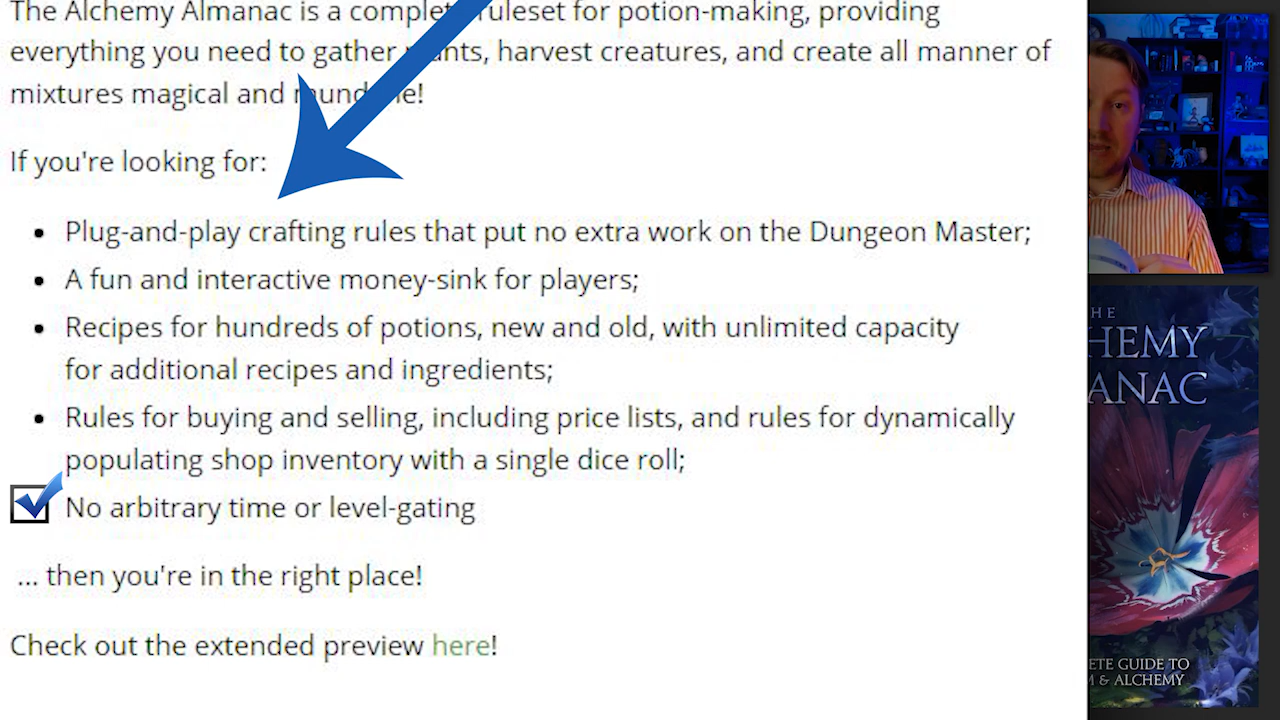 The Alchemy Almanac is a complete ruleset for potion-making, providing
everything you need to gather plants, harvest creatures, and create all manner of
mixtures magical and mundane!
If you're looking for:
Plug-and-play crafting rules that put no extra work on the Dungeon Master;
A fun and interactive money-sink for players;
Recipes for hundreds of potions, new and old, with unlimited capacity
for additional recipes and ingredients;
Rules for buying and selling, including price lists, and rules for dynamically
populating shop inventory with a single dice roll;
No arbitrary time or level-gating
... then you're in the right place!
Check out the extended preview here!
HE
HEMY
ANAC
ETE GUIDE TO
& ALCHEMY